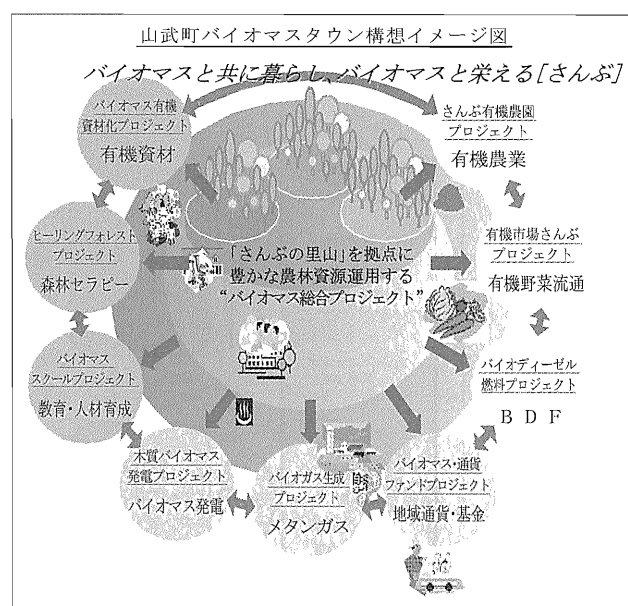 山武町バイオマスタウン構想イメージ図
バイオマスと共に暮らし、バイオマスと栄える[さんぶ]
バイオマス有機
資材化プロジェクト
有機資材
さんぶ有機農園
プロジェクト
有機農業
ヒーリングフォレスト
プロジェクト
森林セラピー
「さんぶの里山」を拠点に
豊かな農林資源運用する
“バイオマス総合プロジェクト”
有機市場さんぶ
プロジェクト
有機野菜流通
バイオマス
スクールプロジェクト
教育・人材育成
バイオディーゼル
燃料プロジェクト
B D F
木質バイオマス
発電プロジェクト
バイオマス発電
バイオガス生成
プロジェクト
メタンガス
バイオマス・通貨
ファンドプロジェクト
地域通貨・基金